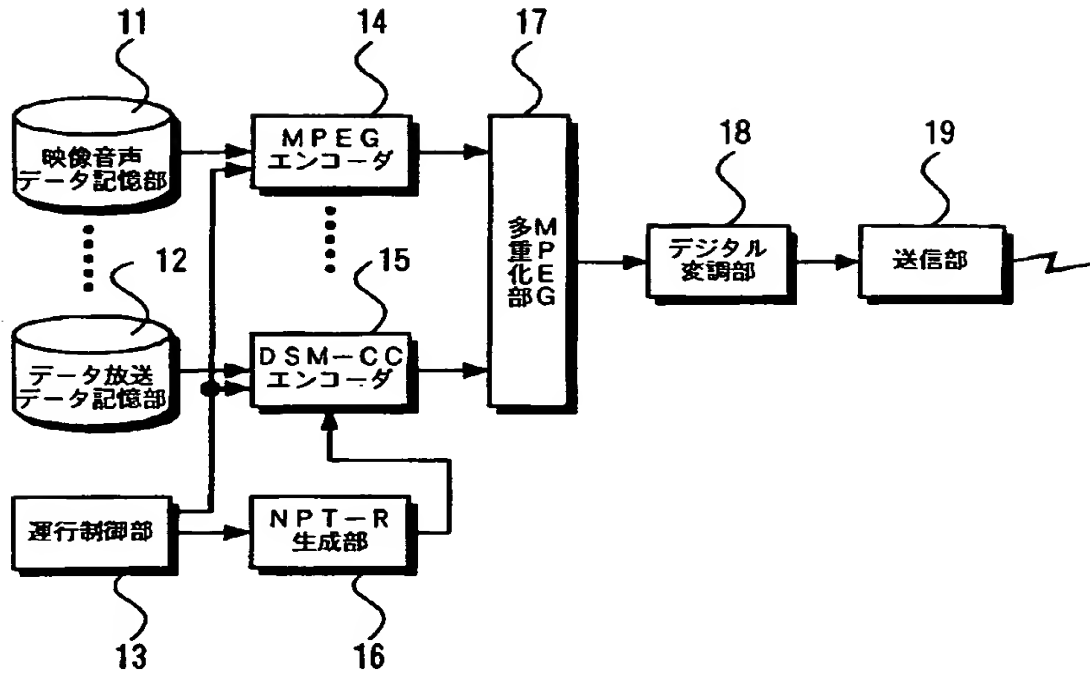 11
14
17
映像音声
データ記憶部
MPEG
エンコーダ
MPEG
多重化部
18
19
デジタル
変調部
送信部
12
15
データ放送
データ記憶部
DSM-CC
エンコーダ
運行制御部
NPT-R
生成部
13
16